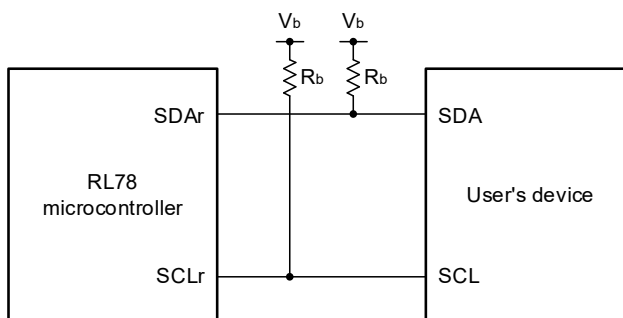 Vb Vb
Rb Rb
SDAr SDA
RL78
microcontroller
User's device
SCLr SCL